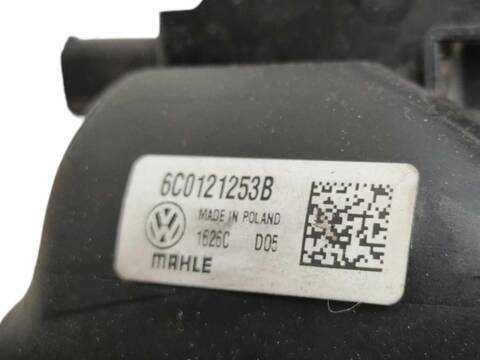 6C0121253B
MADE IN POLAND
1626C D05
MAHLE